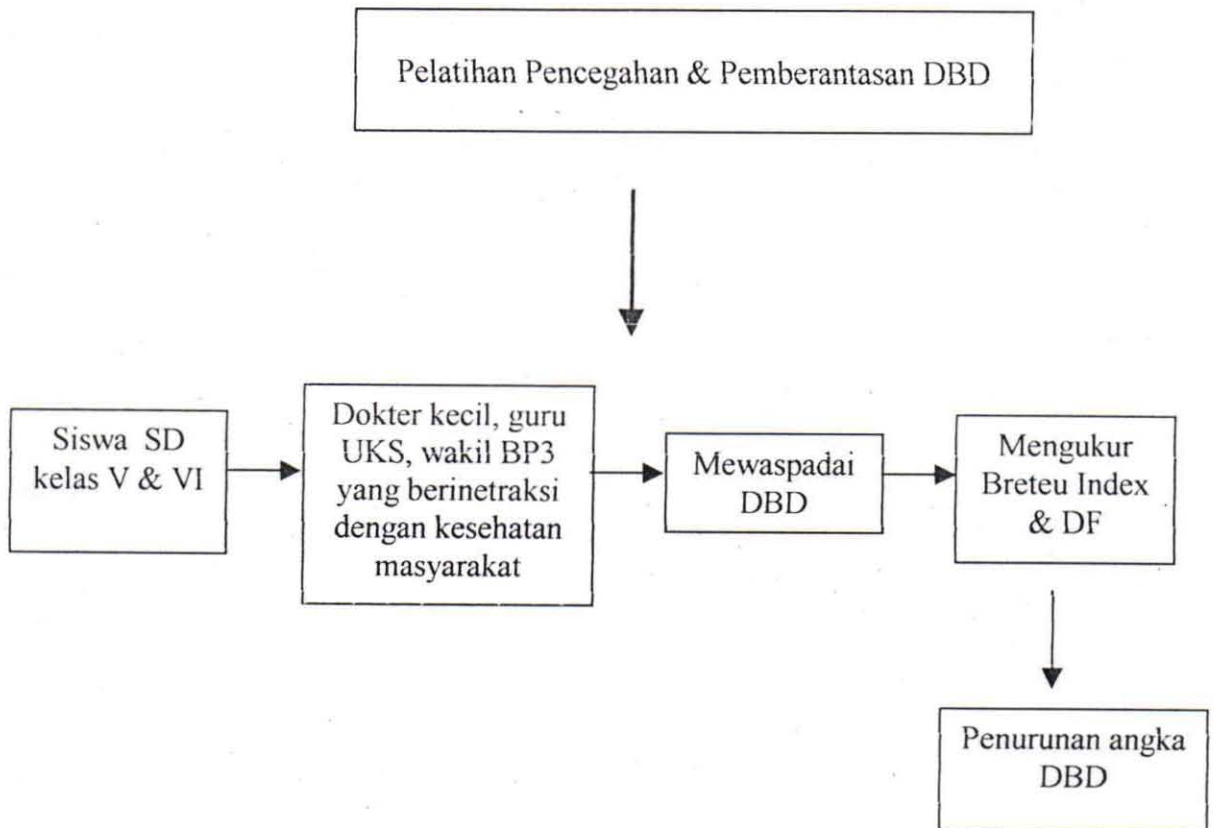 Pelatihan Pencegahan & Pemberantasan DBD
Siswa SD
kelas V & VI
Dokter kecil, guru
UKS, wakil BP3
yang berinetraksi
dengan kesehatan
masyarakat
Mewaspadai
DBD
Mengukur
Breteu Index
& DF
Penurunan angka
DBD